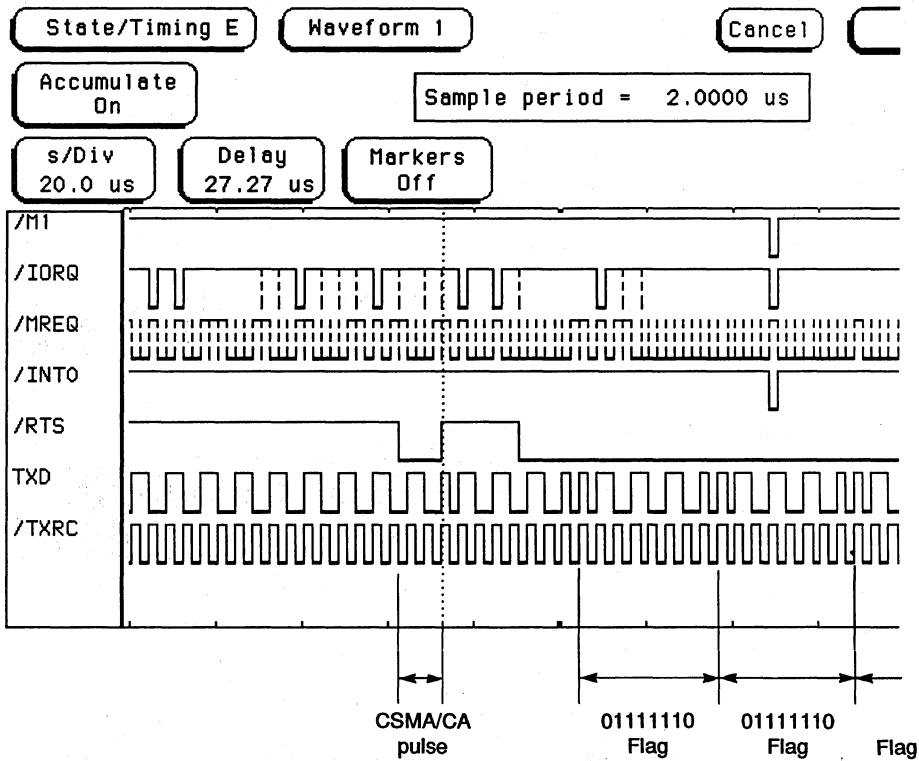 State/Timing E
Waveform 1
Cancel
Accumulate
On
Sample period = 2.0000 us
s/Div
20.0 us
Delay
27.27 us
Markers
Off
/M1
/IORQ
/MREQ
/INT0
/RTS
TXD
/TXRC
CSMA/CA
pulse
01111110
Flag
01111110
Flag
Flag